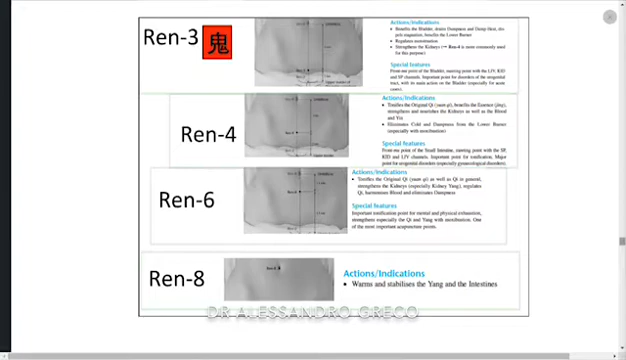 Ren-3
鬼
Actions/Indications
• Benefits the Bladder, drains Dampness and Damp-Heat, dis-
pels stagnation, benefits the Lower Burner
• Regulates menstruation
• Strengthens the Kidneys (→ Ren-4 is more commonly used
for this purpose)
Special features
Front-mu point of the Bladder, meeting point with the LIV, KID
and SP channels. Important point for disorders of the urogenital
tract, with its main action on the Bladder (especially for acute
cases).
Ren-4
Actions/Indications
• Tonifies the Original Qi (yuan qi), benefits the Essence (jing),
strengthens and nourishes the Kidneys as well as the Blood
and Yin
• Eliminates Cold and Dampness from the Lower Burner
(especially with moxibustion)
Special features
Front-mu point of the Small Intestine, meeting point with the SP,
KID and LIV channels. Important point for tonification. Major
point for urogenital disorders (especially gynaecological disorders).
Ren-6
Actions/Indications
• Tonifies the Original Qi (yuan qi) as well as Qi in general,
strengthens the Kidneys (especially Kidney Yang), regulates
Qi, harmonises Blood and eliminates Dampness
Special features
Important tonification point for mental and physical exhaustion,
strengthens especially the Qi and Yang with moxibustion. One
of the most important acupuncture points.
Ren-8
Ren-8
Actions/Indications
• Warms and stabilises the Yang and the Intestines
DR ALESSANDRO GRECO